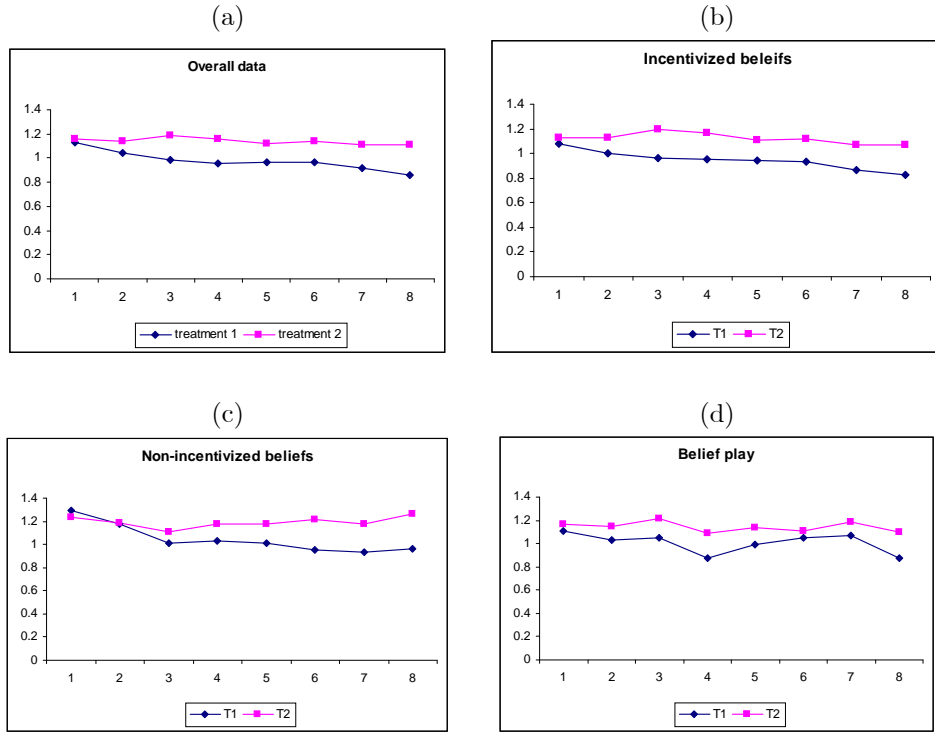 (a)
Overall data
1.4
1.2
1
0.8
0.6
0.4
0.2
0
1 2 3 4 5 6 7 8
treatment 1 treatment 2
(b)
Incentivized beleifs
1.4
1.2
1
0.8
0.6
0.4
0.2
0
1 2 3 4 5 6 7 8
T1 T2
(c)
Non-incentivized beliefs
1.4
1.2
1
0.8
0.6
0.4
0.2
0
1 2 3 4 5 6 7 8
T1 T2
(d)
Belief play
1.4
1.2
1
0.8
0.6
0.4
0.2
0
1 2 3 4 5 6 7 8
T1 T2